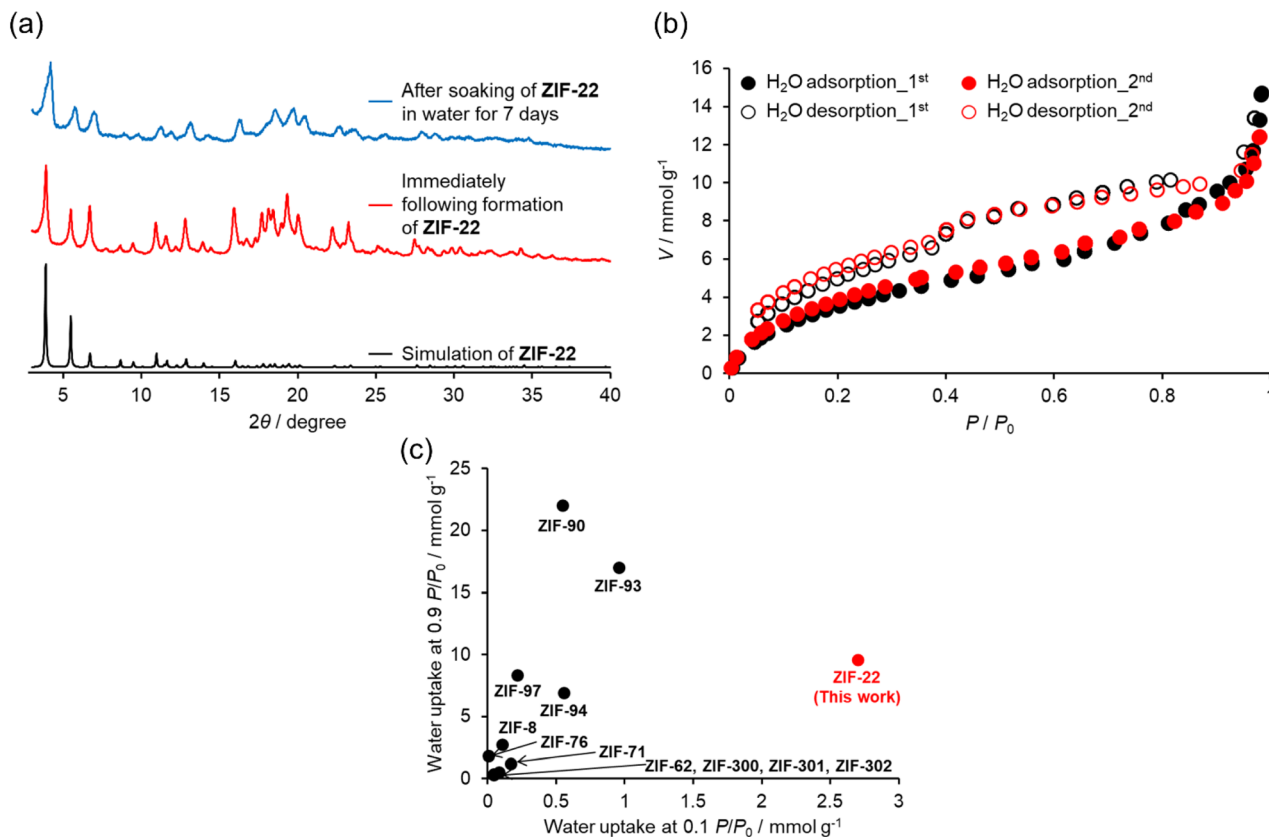 (a)
After soaking of ZIF-22
in water for 7 days
Immediately
following formation
of ZIF-22
Simulation of ZIF-22
5 10 15 20 25 30 35 40
2θ / degree
(b)
16
14
12
10
8
6
4
2
0
V / mmol g⁻¹
H₂O adsorption_1ˢᵗ
H₂O desorption_1ˢᵗ
H₂O adsorption_2ⁿᵈ
H₂O desorption_2ⁿᵈ
0 0.2 0.4 0.6 0.8 1
P / P₀
(c)
25
20
15
10
5
0
Water uptake at 0.9 P/P₀ / mmol g⁻¹
ZIF-90
ZIF-93
ZIF-22
(This work)
ZIF-97
ZIF-94
ZIF-8
ZIF-76
ZIF-71
ZIF-62, ZIF-300, ZIF-301, ZIF-302
0 0.5 1 1.5 2 2.5 3
Water uptake at 0.1 P/P₀ / mmol g⁻¹